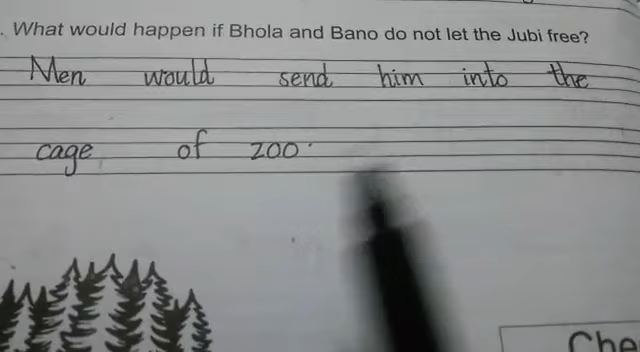 . What would happen if Bhola and Bano do not let the Jubi free?
Men would send him into the
cage of zoo.
Che